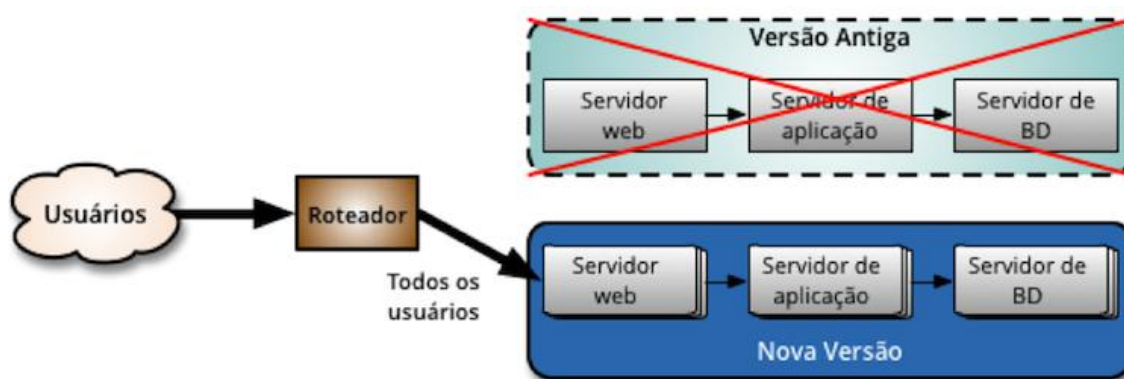 Versão Antiga
Servidor
web
Servidor de
aplicação
Servidor de
BD
Usuários
Roteador
Todos os
usuários
Servidor
web
Servidor de
aplicação
Servidor de
BD
Nova Versão